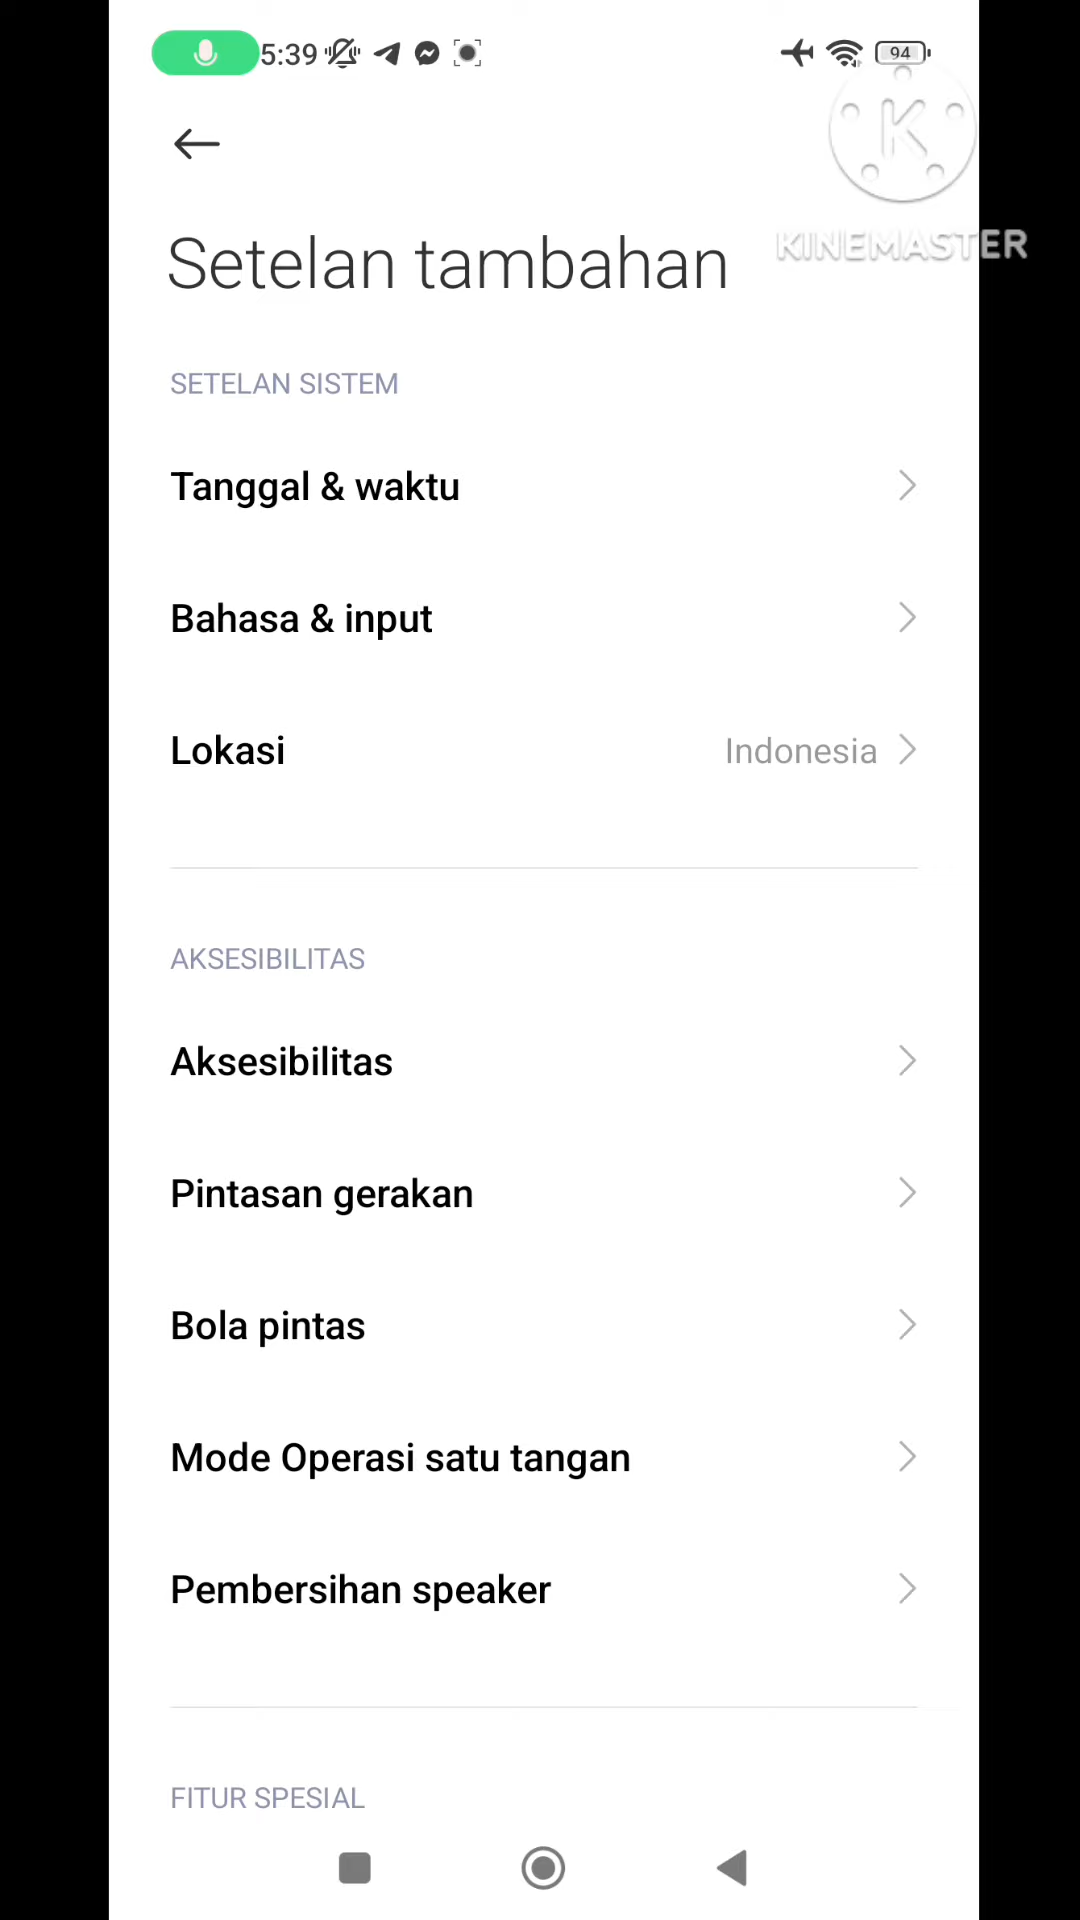 5:39 94
K
KINEMASTER
Setelan tambahan
SETELAN SISTEM
Tanggal & waktu
Bahasa & input
Lokasi Indonesia
AKSESIBILITAS
Aksesibilitas
Pintasan gerakan
Bola pintas
Mode Operasi satu tangan
Pembersihan speaker
FITUR SPESIAL